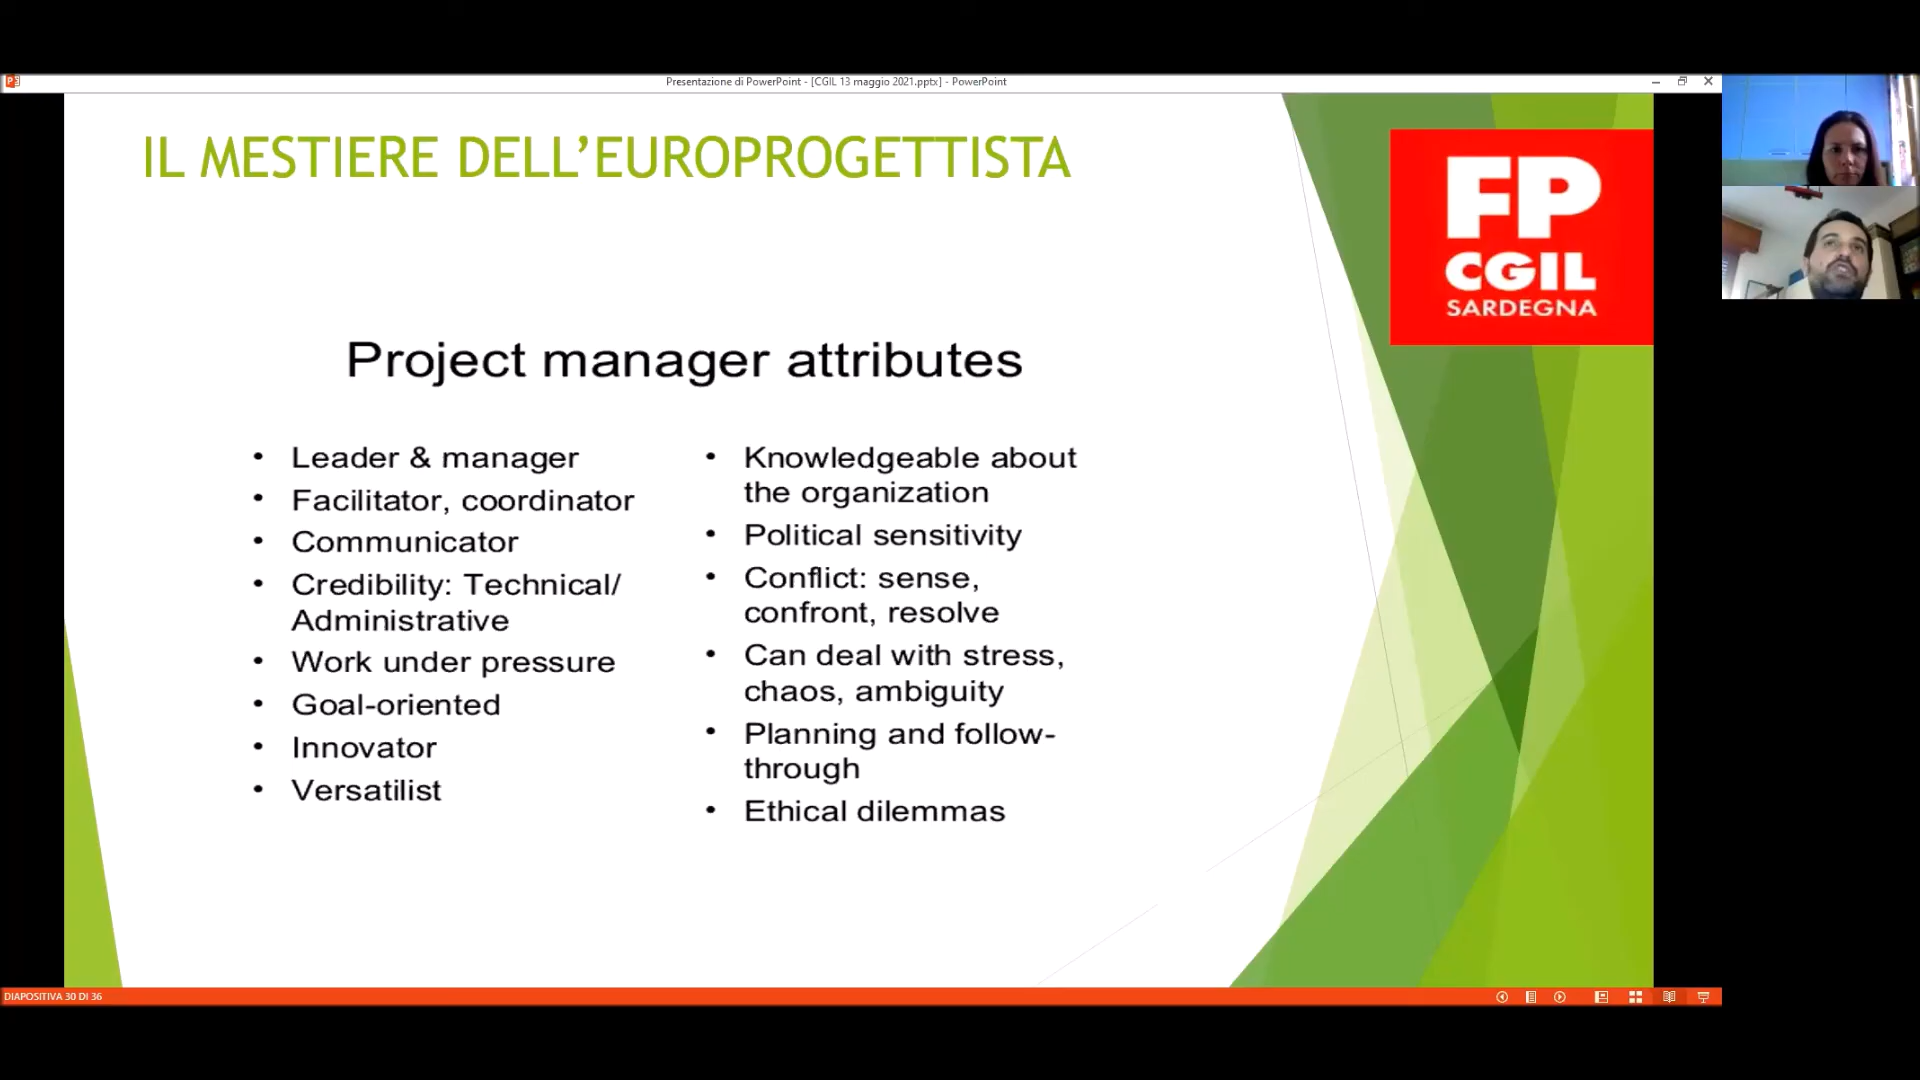 Presentazione di PowerPoint - [CGIL 13 maggio 2021.pptx] - PowerPoint
IL MESTIERE DELL’EUROPROGETTISTA
FP
CGIL
SARDEGNA
Project manager attributes
• Leader & manager
• Facilitator, coordinator
• Communicator
• Credibility: Technical/
Administrative
• Work under pressure
• Goal-oriented
• Innovator
• Versatilist
• Knowledgeable about
the organization
• Political sensitivity
• Conflict: sense,
confront, resolve
• Can deal with stress,
chaos, ambiguity
• Planning and follow-
through
• Ethical dilemmas
DIAPOSITIVA 30 DI 36